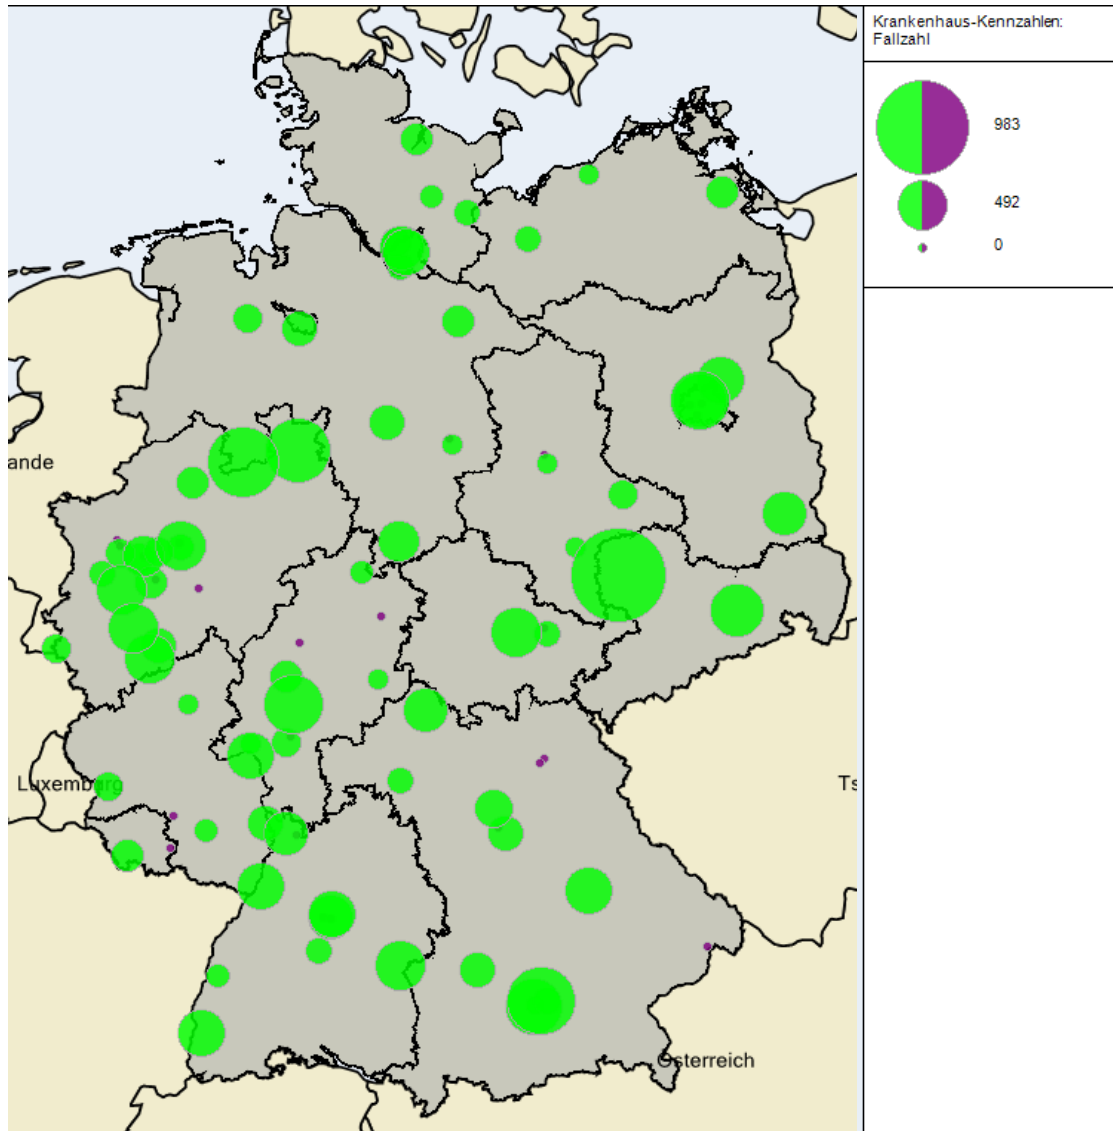 Krankenhaus-Kennzahlen:
Fallzahl
983
492
0
ande
Luxemburg
Ts
Österreich